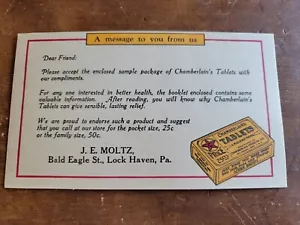 A message to you from us
Dear Friend:
Please accept the enclosed sample package of Chamberlain's Tablets with
our compliments.
For any one interested in better health, the booklet enclosed contains some
valuable information. After reading, you will know why Chamberlain's
Tablets can give sensible, lasting relief.
We are proud to endorse such a product and suggest
that you call at our store for the pocket size, 25c
or the family size, 50c.
J. E. MOLTZ,
Bald Eagle St., Lock Haven, Pa.
CHAMBERLAIN'S
TABLETS